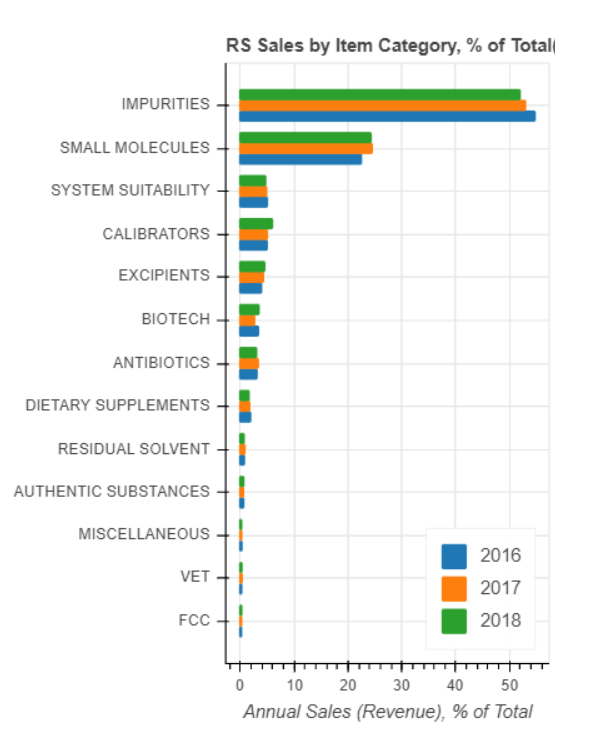 RS Sales by Item Category, % of Total(
IMPURITIES
SMALL MOLECULES
SYSTEM SUITABILITY
CALIBRATORS
EXCIPIENTS
BIOTECH
ANTIBIOTICS
DIETARY SUPPLEMENTS
RESIDUAL SOLVENT
AUTHENTIC SUBSTANCES
MISCELLANEOUS
VET
FCC
2016
2017
2018
0 10 20 30 40 50
Annual Sales (Revenue), % of Total